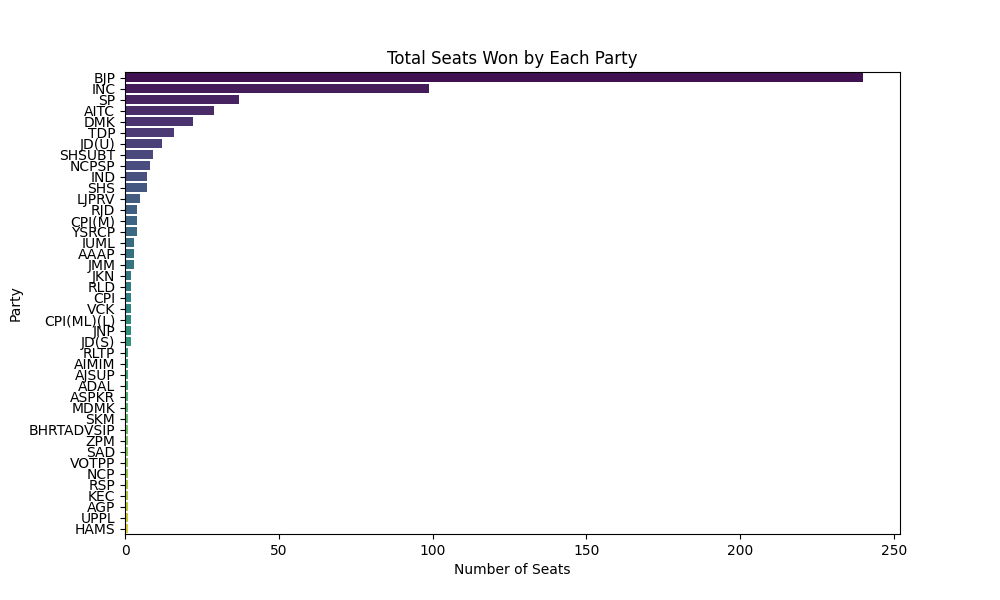 Total Seats Won by Each Party
Party
BJP
INC
SP
AITC
DMK
TDP
JD(U)
SHSUBT
NCPSP
IND
SHS
LJPRV
RJD
CPI(M)
YSRCP
IUML
AAAP
JMM
JKN
RLD
CPI
VCK
CPI(ML)(L)
JNP
JD(S)
RLTP
AIMIM
AJSUP
ADAL
ASPKR
MDMK
SKM
BHRTADVSIP
ZPM
SAD
VOTPP
NCP
RSP
KEC
AGP
UPPL
HAMS
0 50 100 150 200 250
Number of Seats